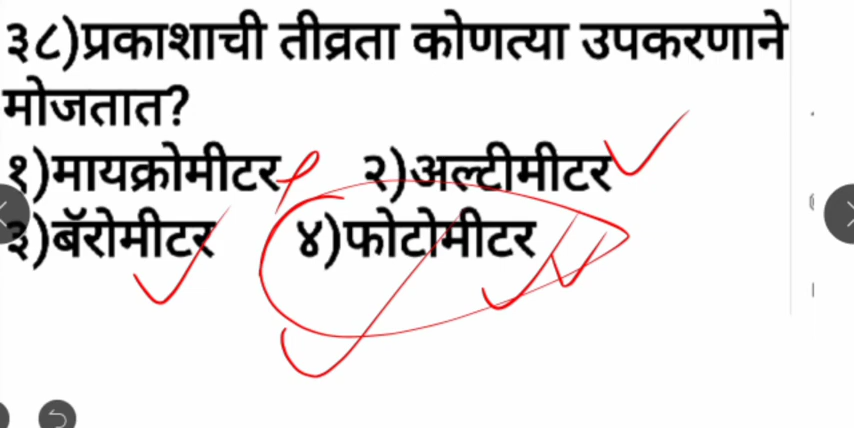 ३८)प्रकाशाची तीव्रता कोणत्या उपकरणाने
मोजतात?
१)मायक्रोमीटर २)अल्टीमीटर
३)बॅरोमीटर ४)फोटोमीटर